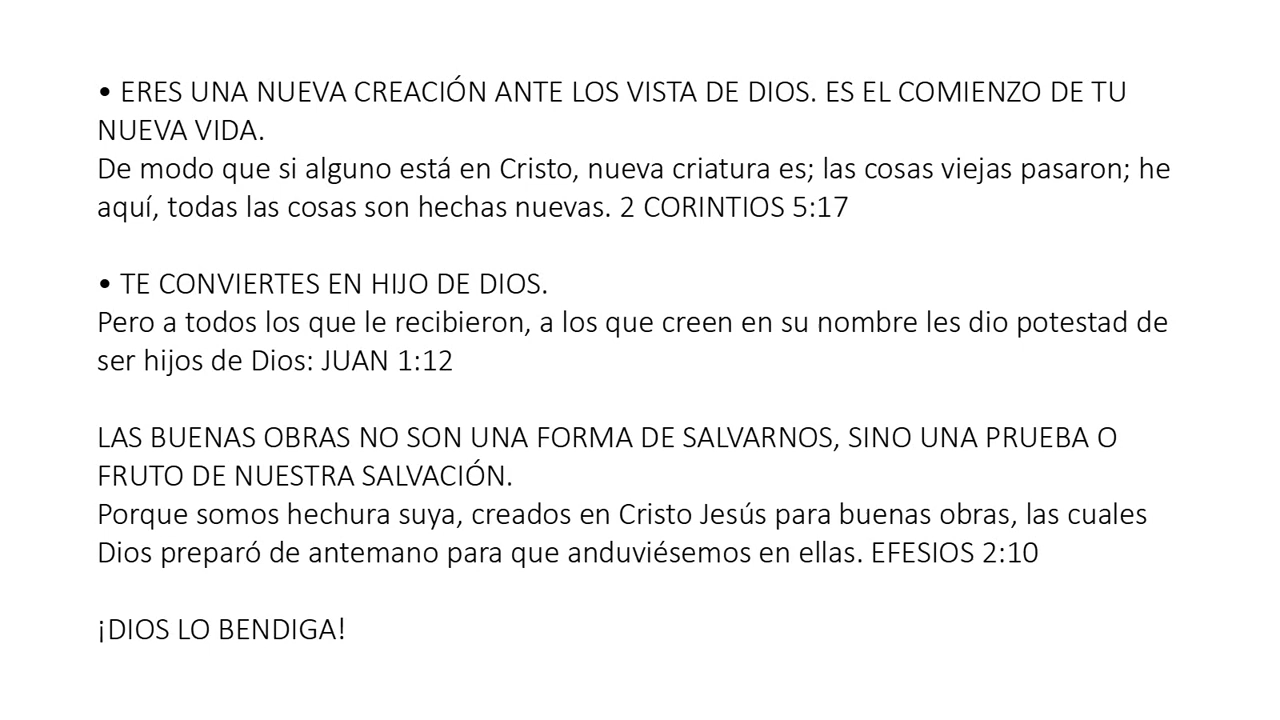 • ERES UNA NUEVA CREACIÓN ANTE LOS VISTA DE DIOS. ES EL COMIENZO DE TU
NUEVA VIDA.
De modo que si alguno está en Cristo, nueva criatura es; las cosas viejas pasaron; he
aquí, todas las cosas son hechas nuevas. 2 CORINTIOS 5:17
• TE CONVIERTES EN HIJO DE DIOS.
Pero a todos los que le recibieron, a los que creen en su nombre les dio potestad de
ser hijos de Dios: JUAN 1:12
LAS BUENAS OBRAS NO SON UNA FORMA DE SALVARNOS, SINO UNA PRUEBA O
FRUTO DE NUESTRA SALVACIÓN.
Porque somos hechura suya, creados en Cristo Jesús para buenas obras, las cuales
Dios preparó de antemano para que anduviésemos en ellas. EFESIOS 2:10
¡DIOS LO BENDIGA!